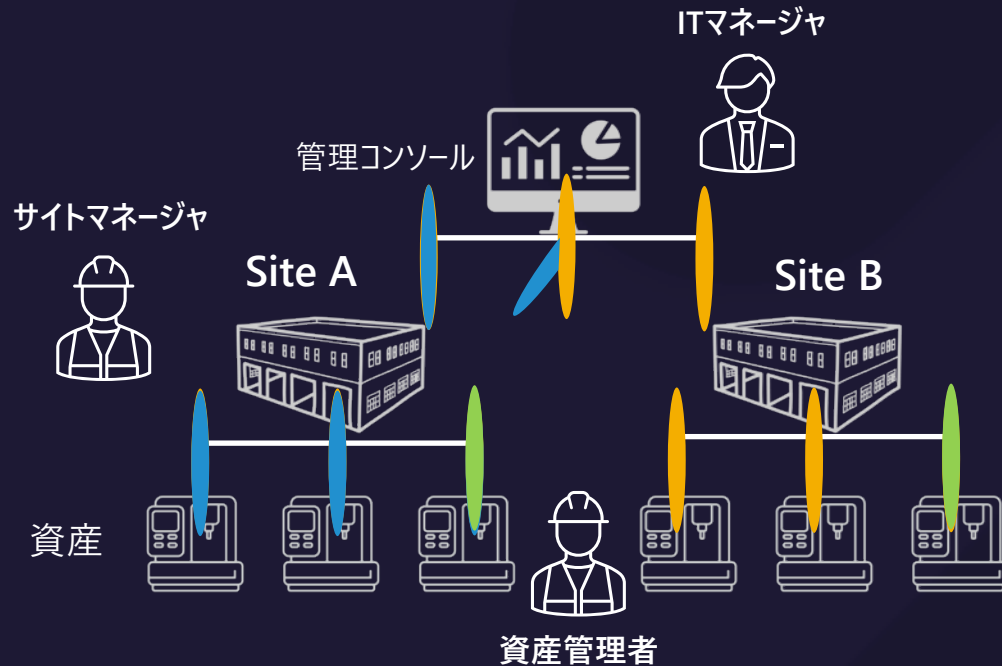 ITマネージャ
管理コンソール
サイトマネージャ
Site A
Site B
資産
資産管理者